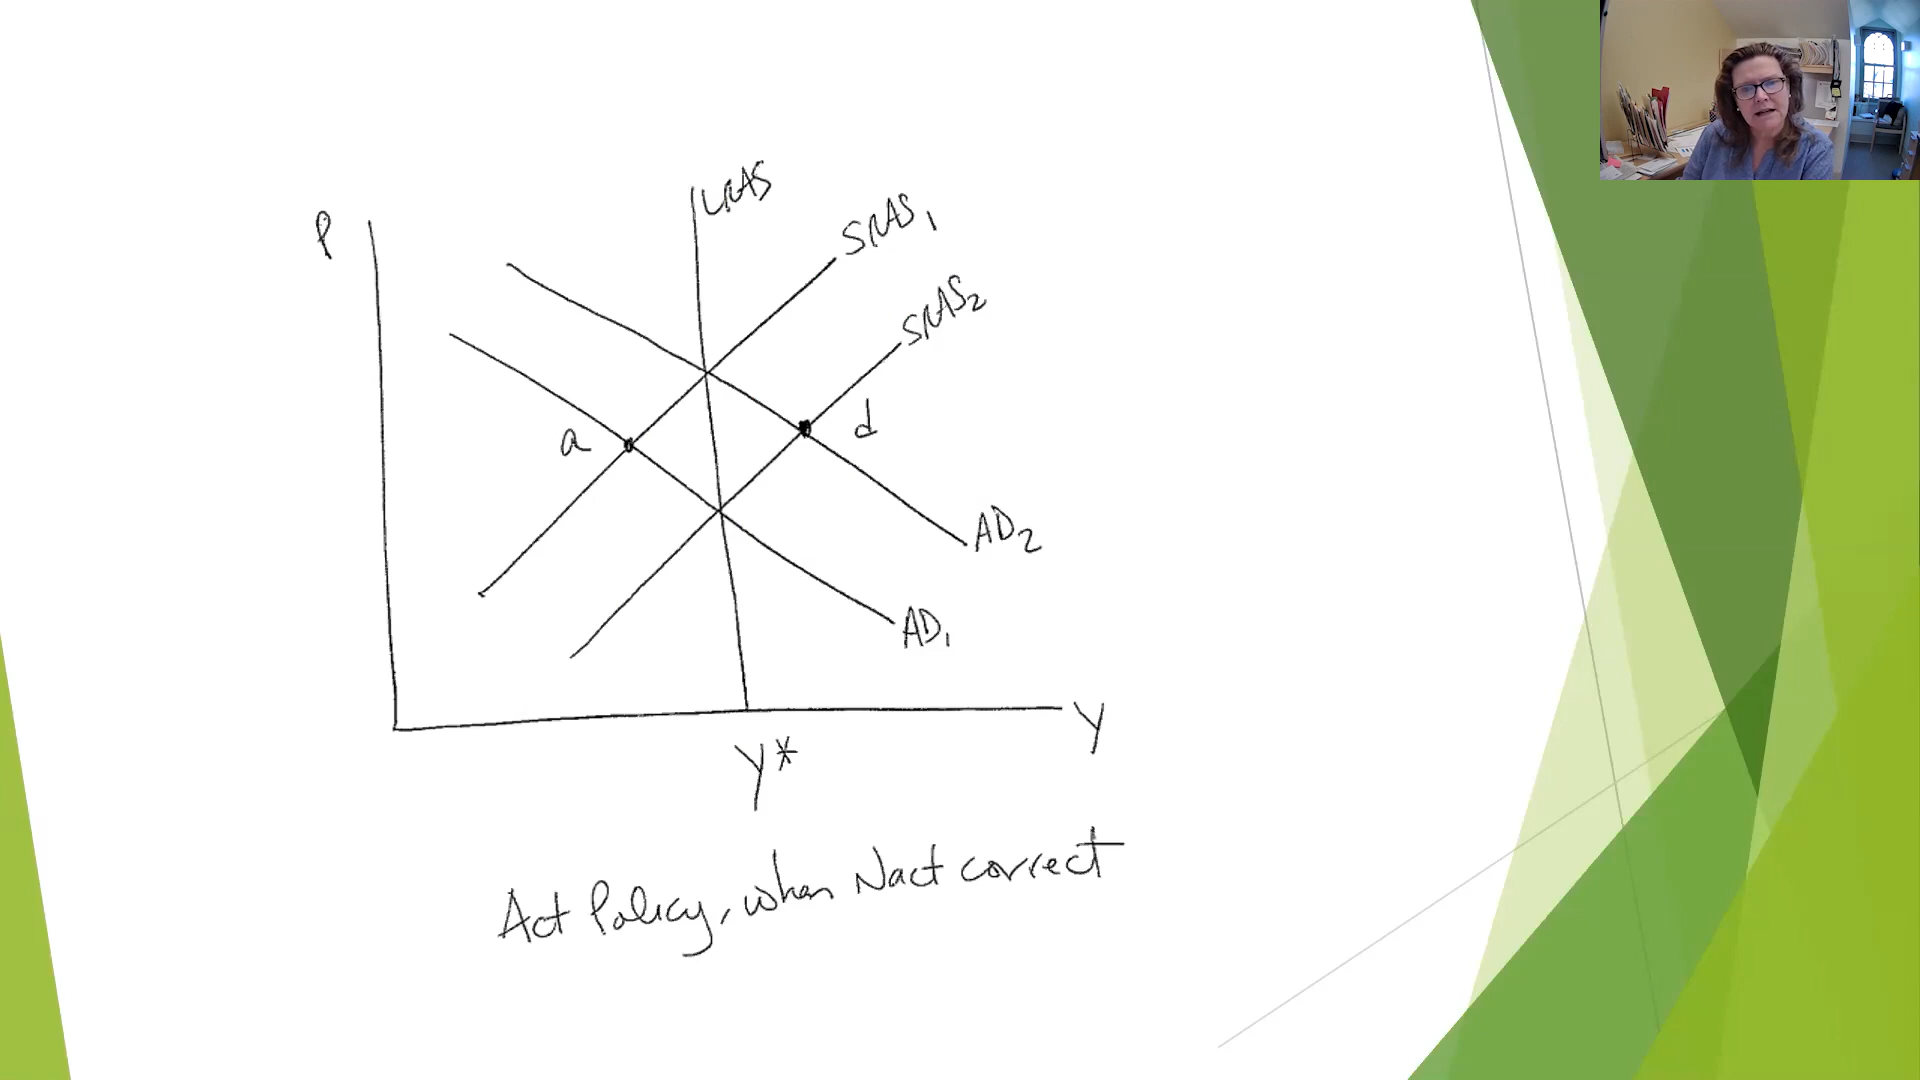 LRAS
SRAS1
P
SRAS2
a
d
AD2
AD1
Y
Y*
Act Policy, when Nact correct